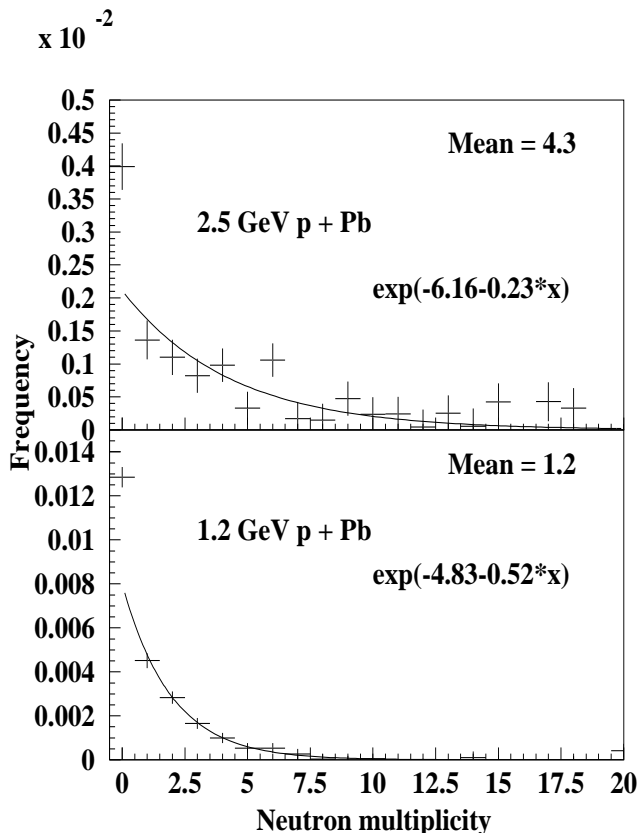 x 10 -2
0.5
0.45
0.4
0.35
0.3
0.25
0.2
0.15
0.1
0.05
0
Mean = 4.3
2.5 GeV p + Pb
exp(-6.16-0.23*x)
Frequency
0.014
0.012
0.01
0.008
0.006
0.004
0.002
0
Mean = 1.2
1.2 GeV p + Pb
exp(-4.83-0.52*x)
0 2.5 5 7.5 10 12.5 15 17.5 20
Neutron multiplicity